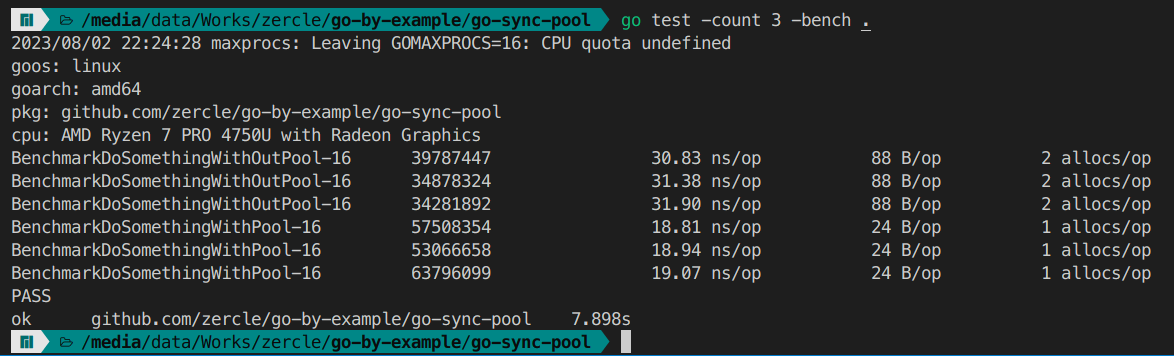 /media/data/Works/zercle/go-by-example/go-sync-pool go test -count 3 -bench .
2023/08/02 22:24:28 maxprocs: Leaving GOMAXPROCS=16: CPU quota undefined
goos: linux
goarch: amd64
pkg: github.com/zercle/go-by-example/go-sync-pool
cpu: AMD Ryzen 7 PRO 4750U with Radeon Graphics
BenchmarkDoSomethingWithOutPool-16 39787447 30.83 ns/op 88 B/op 2 allocs/op
BenchmarkDoSomethingWithOutPool-16 34878324 31.38 ns/op 88 B/op 2 allocs/op
BenchmarkDoSomethingWithOutPool-16 34281892 31.90 ns/op 88 B/op 2 allocs/op
BenchmarkDoSomethingWithPool-16 57508354 18.81 ns/op 24 B/op 1 allocs/op
BenchmarkDoSomethingWithPool-16 53066658 18.94 ns/op 24 B/op 1 allocs/op
BenchmarkDoSomethingWithPool-16 63796099 19.07 ns/op 24 B/op 1 allocs/op
PASS
ok github.com/zercle/go-by-example/go-sync-pool 7.898s
/media/data/Works/zercle/go-by-example/go-sync-pool